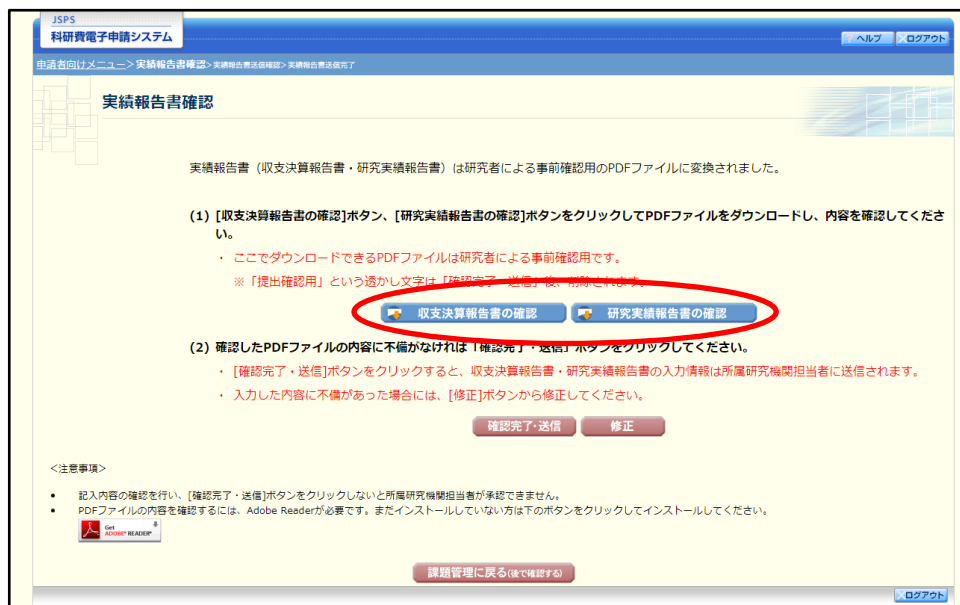 JSPS
科研費電子申請システム
ヘルプ ログアウト
申請者向けメニュー>実績報告書確認>実績報告書送信確認>実績報告書送信完了
実績報告書確認
実績報告書（収支決算報告書・研究実績報告書）は研究者による事前確認用のPDFファイルに変換されました。
(1) [収支決算報告書の確認]ボタン、[研究実績報告書の確認]ボタンをクリックしてPDFファイルをダウンロードし、内容を確認してくださ
い。
・ ここでダウンロードできるPDFファイルは研究者による事前確認用です。
※「提出確認用」という透かし文字は「確認完了・送信」後、削除されます。
収支決算報告書の確認 研究実績報告書の確認
(2) 確認したPDFファイルの内容に不備がなければ「確認完了・送信」ボタンをクリックしてください。
・ [確認完了・送信]ボタンをクリックすると、収支決算報告書・研究実績報告書の入力情報は所属研究機関担当者に送信されます。
・ 入力した内容に不備があった場合には、[修正]ボタンから修正してください。
確認完了・送信 修正
<注意事項>
• 記入内容の確認を行い、[確認完了・送信]ボタンをクリックしないと所属研究機関担当者が承認できません。
• PDFファイルの内容を確認するには、Adobe Readerが必要です。まだインストールしていない方は下のボタンをクリックしてインストールしてください。
Get
ADOBE® READER®
課題管理に戻る(後で確認する)
ログアウト